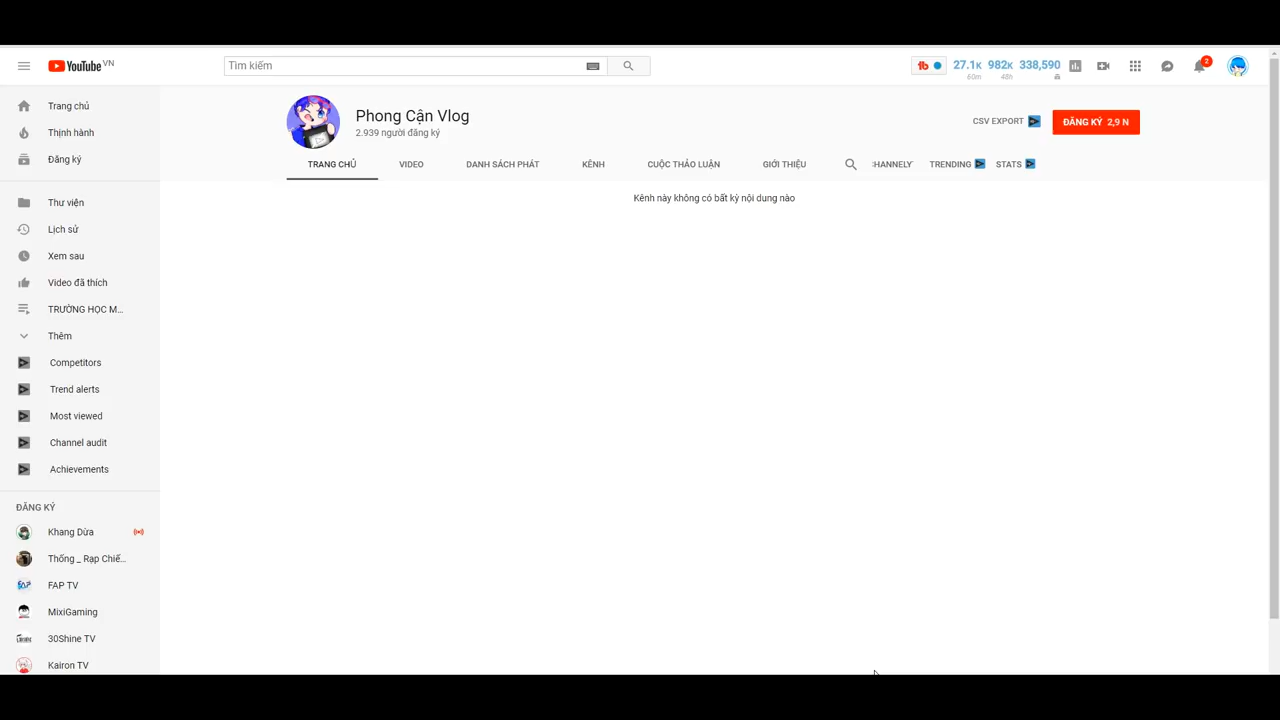 YouTube VN
Tìm kiếm
tb
27.1K 982K 338,590
60m 48h
2
Trang chủ
Thịnh hành
Đăng ký
Thư viện
Lịch sử
Xem sau
Video đã thích
TRƯỜNG HỌC M...
Thêm
Competitors
Trend alerts
Most viewed
Channel audit
Achievements
ĐĂNG KÝ
Khang Dừa
Thống _ Rạp Chiế...
FAP TV
MixiGaming
30Shine TV
Kairon TV
Phong Cận Vlog
2.939 người đăng ký
CSV EXPORT
ĐĂNG KÝ 2,9 N
TRANG CHỦ VIDEO DANH SÁCH PHÁT KÊNH CUỘC THẢO LUẬN GIỚI THIỆU HANNELY TRENDING STATS
Kênh này không có bất kỳ nội dung nào